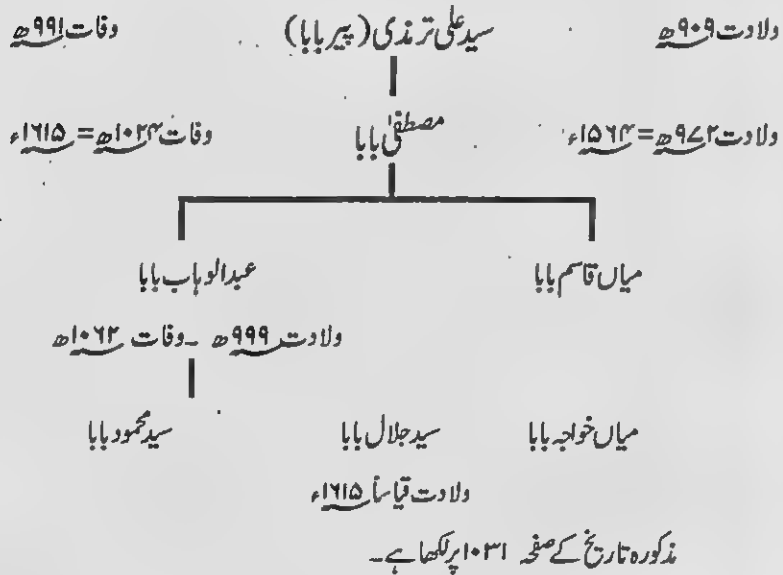 ولادت ۹۰۹ھ سید علی ترمذی (پیر بابا) وفات ۹۹۱ھ
ولادت ۹۷۲ھ = ۱۵۶۴ء مصطفیٰ بابا وفات ۱۰۲۴ھ = ۱۶۱۵ء
میاں قاسم بابا عبدالوہاب بابا
ولادت ۹۹۹ھ ۔ وفات ۱۰۶۲ھ
میاں خواجہ بابا سید جلال بابا سید محمود بابا
ولادت قیاساً ۱۶۱۵ء
مذکورہ تاریخ کے صفحہ ۱۰۳۱ پر لکھا ہے۔